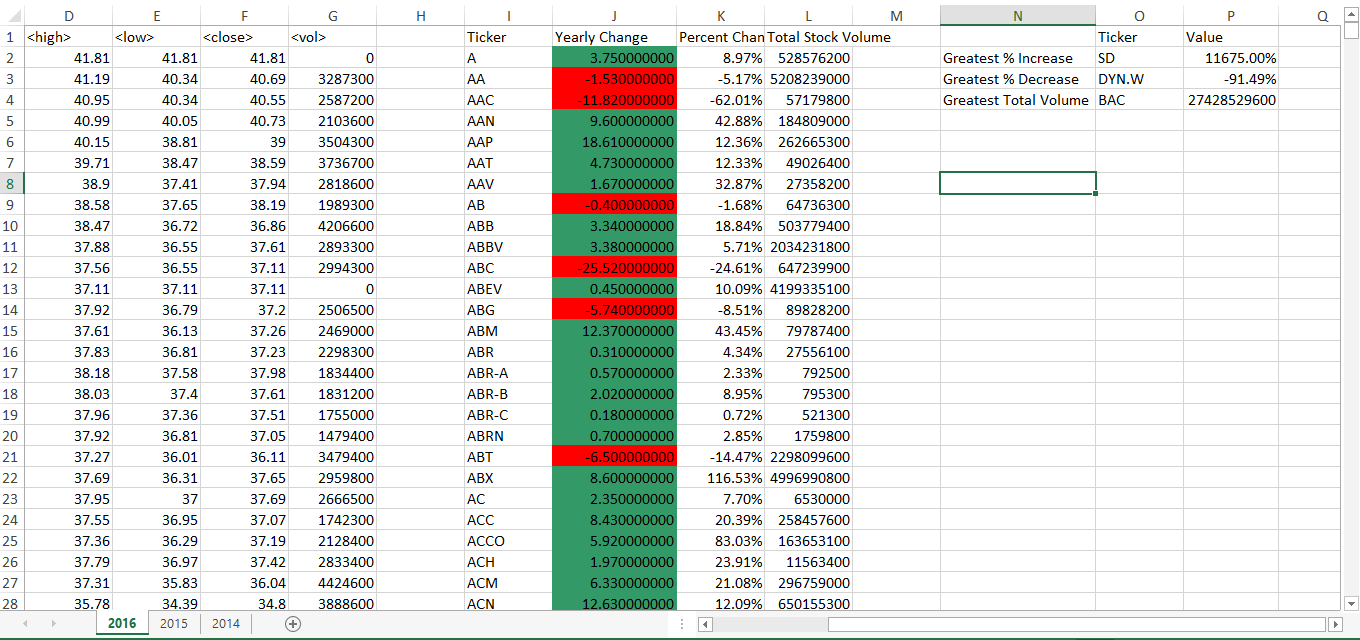 D E F G H I J K L M N O P Q
1 <high> <low> <close> <vol> Ticker Yearly Change Percent Chan Total Stock Volume Ticker Value
2 41.81 41.81 41.81 0 A 3.750000000 8.97% 528576200 Greatest % Increase SD 11675.00%
3 41.19 40.34 40.69 3287300 AA -1.530000000 -5.17% 5208239000 Greatest % Decrease DYN.W -91.49%
4 40.95 40.34 40.55 2587200 AAC -11.820000000 -62.01% 57179800 Greatest Total Volume BAC 27428529600
5 40.99 40.05 40.73 2103600 AAN 9.600000000 42.88% 184809000
6 40.15 38.81 39 3504300 AAP 18.610000000 12.36% 262665300
7 39.71 38.47 38.59 3736700 AAT 4.730000000 12.33% 49026400
8 38.9 37.41 37.94 2818600 AAV 1.670000000 32.87% 27358200
9 38.58 37.65 38.19 1989300 AB -0.400000000 -1.68% 64736300
10 38.47 36.72 36.86 4206600 ABB 3.340000000 18.84% 503779400
11 37.88 36.55 37.61 2893300 ABBV 3.380000000 5.71% 2034231800
12 37.56 36.55 37.11 2994300 ABC -25.520000000 -24.61% 647239900
13 37.11 37.11 37.11 0 ABEV 0.450000000 10.09% 4199335100
14 37.92 36.79 37.2 2506500 ABG -5.740000000 -8.51% 89828200
15 37.61 36.13 37.26 2469000 ABM 12.370000000 43.45% 79787400
16 37.83 36.81 37.23 2298300 ABR 0.310000000 4.34% 27556100
17 38.18 37.58 37.98 1834400 ABR-A 0.570000000 2.33% 792500
18 38.03 37.4 37.61 1831200 ABR-B 2.020000000 8.95% 795300
19 37.96 37.36 37.51 1755000 ABR-C 0.180000000 0.72% 521300
20 37.92 36.81 37.05 1479400 ABRN 0.700000000 2.85% 1759800
21 37.27 36.01 36.11 3479400 ABT -6.500000000 -14.47% 2298099600
22 37.69 36.31 37.65 2959800 ABX 8.600000000 116.53% 4996990800
23 37.95 37 37.69 2666500 AC 2.350000000 7.70% 6530000
24 37.55 36.95 37.07 1742300 ACC 8.430000000 20.39% 258457600
25 37.36 36.29 37.19 2128400 ACCO 5.920000000 83.03% 163653100
26 37.79 36.97 37.42 2833400 ACH 1.970000000 23.91% 11563400
27 37.31 35.83 36.04 4424600 ACM 6.330000000 21.08% 296759000
28 35.78 34.39 34.8 3888600 ACN 12.630000000 12.09% 650155300
2016 2015 2014